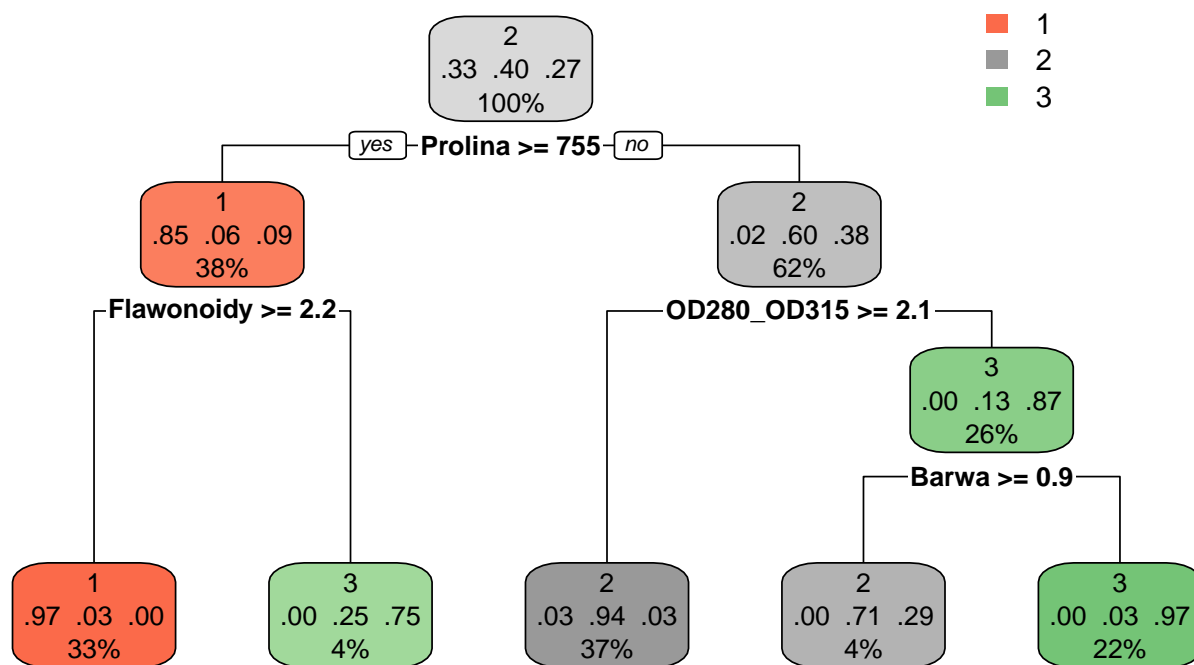 2
.33 .40 .27
100%
1
2
3
yes Prolina >= 755 no
1
.85 .06 .09
38%
2
.02 .60 .38
62%
Flawonoidy >= 2.2
OD280_OD315 >= 2.1
3
.00 .13 .87
26%
Barwa >= 0.9
1
.97 .03 .00
33%
3
.00 .25 .75
4%
2
.03 .94 .03
37%
2
.00 .71 .29
4%
3
.00 .03 .97
22%